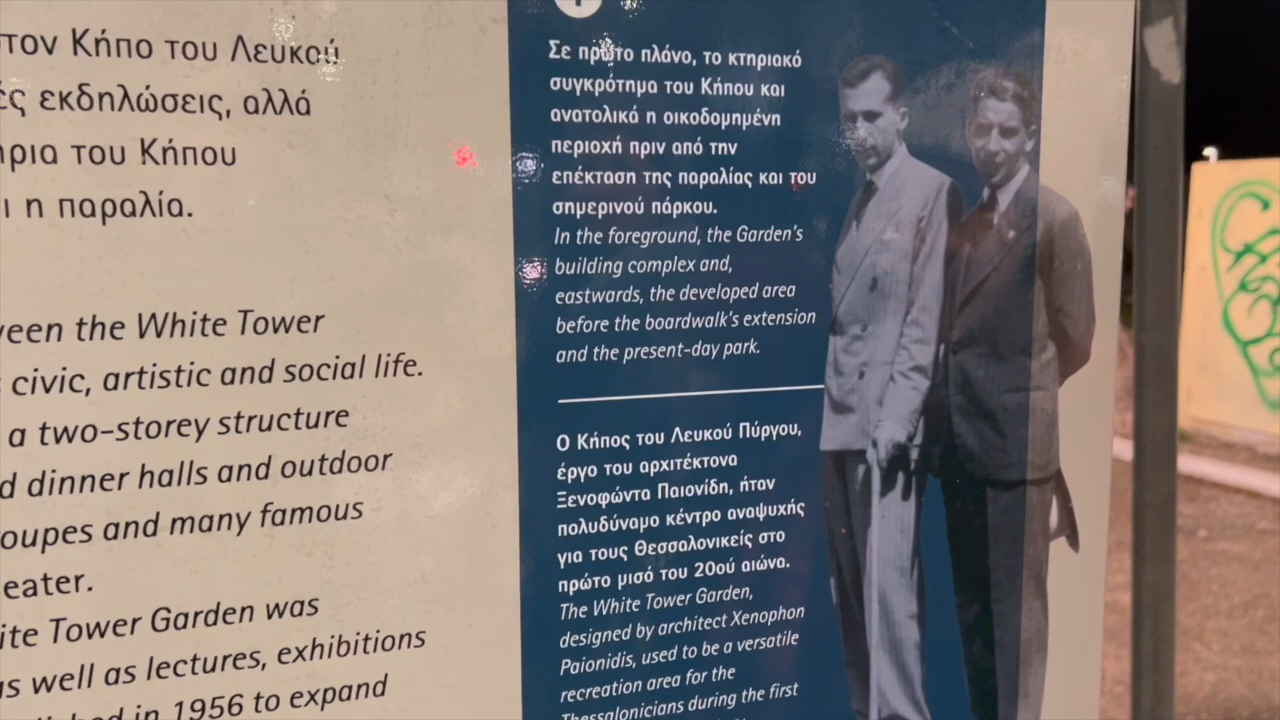 τον Κήπο του Λευκού
ές εκδηλώσεις, αλλά
του Κήπου
ι η παραλία.
the White Tower
civic, artistic and social life.
a two-storey structure
dinner halls and outdoor
and many famous
eater.
Tower Garden was
as well as lectures, exhibitions
in 1956 to expand
Σε πρώτο πλάνο, το κτηριακό
συγκρότημα του Κήπου και
ανατολικά η οικοδομημένη
περιοχή πριν από την
επέκταση της παραλίας και του
σημερινού πάρκου.
In the foreground, the Garden's
building complex and,
eastwards, the developed area
before the boardwalk's extension
and the present-day park.
Ο Κήπος του Λευκού Πύργου,
έργο του αρχιτέκτονα
Ξενοφώντα Παιονίδη, ήταν
πολυδύναμο κέντρο αναψυχής
για τους Θεσσαλονικείς στο
πρώτο μισό του 20ού αιώνα.
The White Tower Garden,
designed by architect Xenophon
Paionidis, used to be a versatile
recreation area for the
Thessalonicians during the first